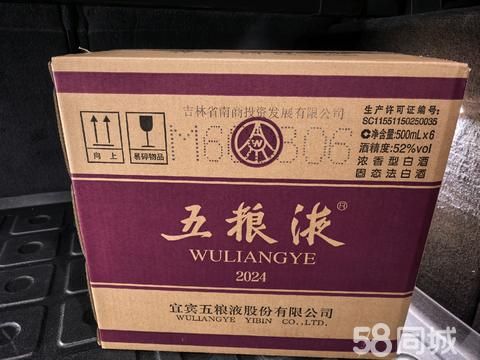 吉林省南商投资发展有限公司
生产许可证编号:
SC11551150250035
净含量:500mL×6
酒精度:52%vol
浓香型白酒
固态法白酒
向上
易碎物品
W
五粮液®
WULIANGYE
2024
宜宾五粮液股份有限公司
WULIANGYE YIBIN CO.,LTD.
58同城